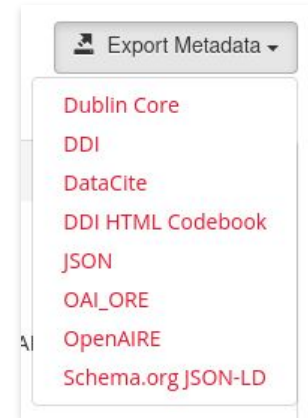 Export Metadata
Dublin Core
DDI
DataCite
DDI HTML Codebook
JSON
OAI_ORE
OpenAIRE
Schema.org JSON-LD